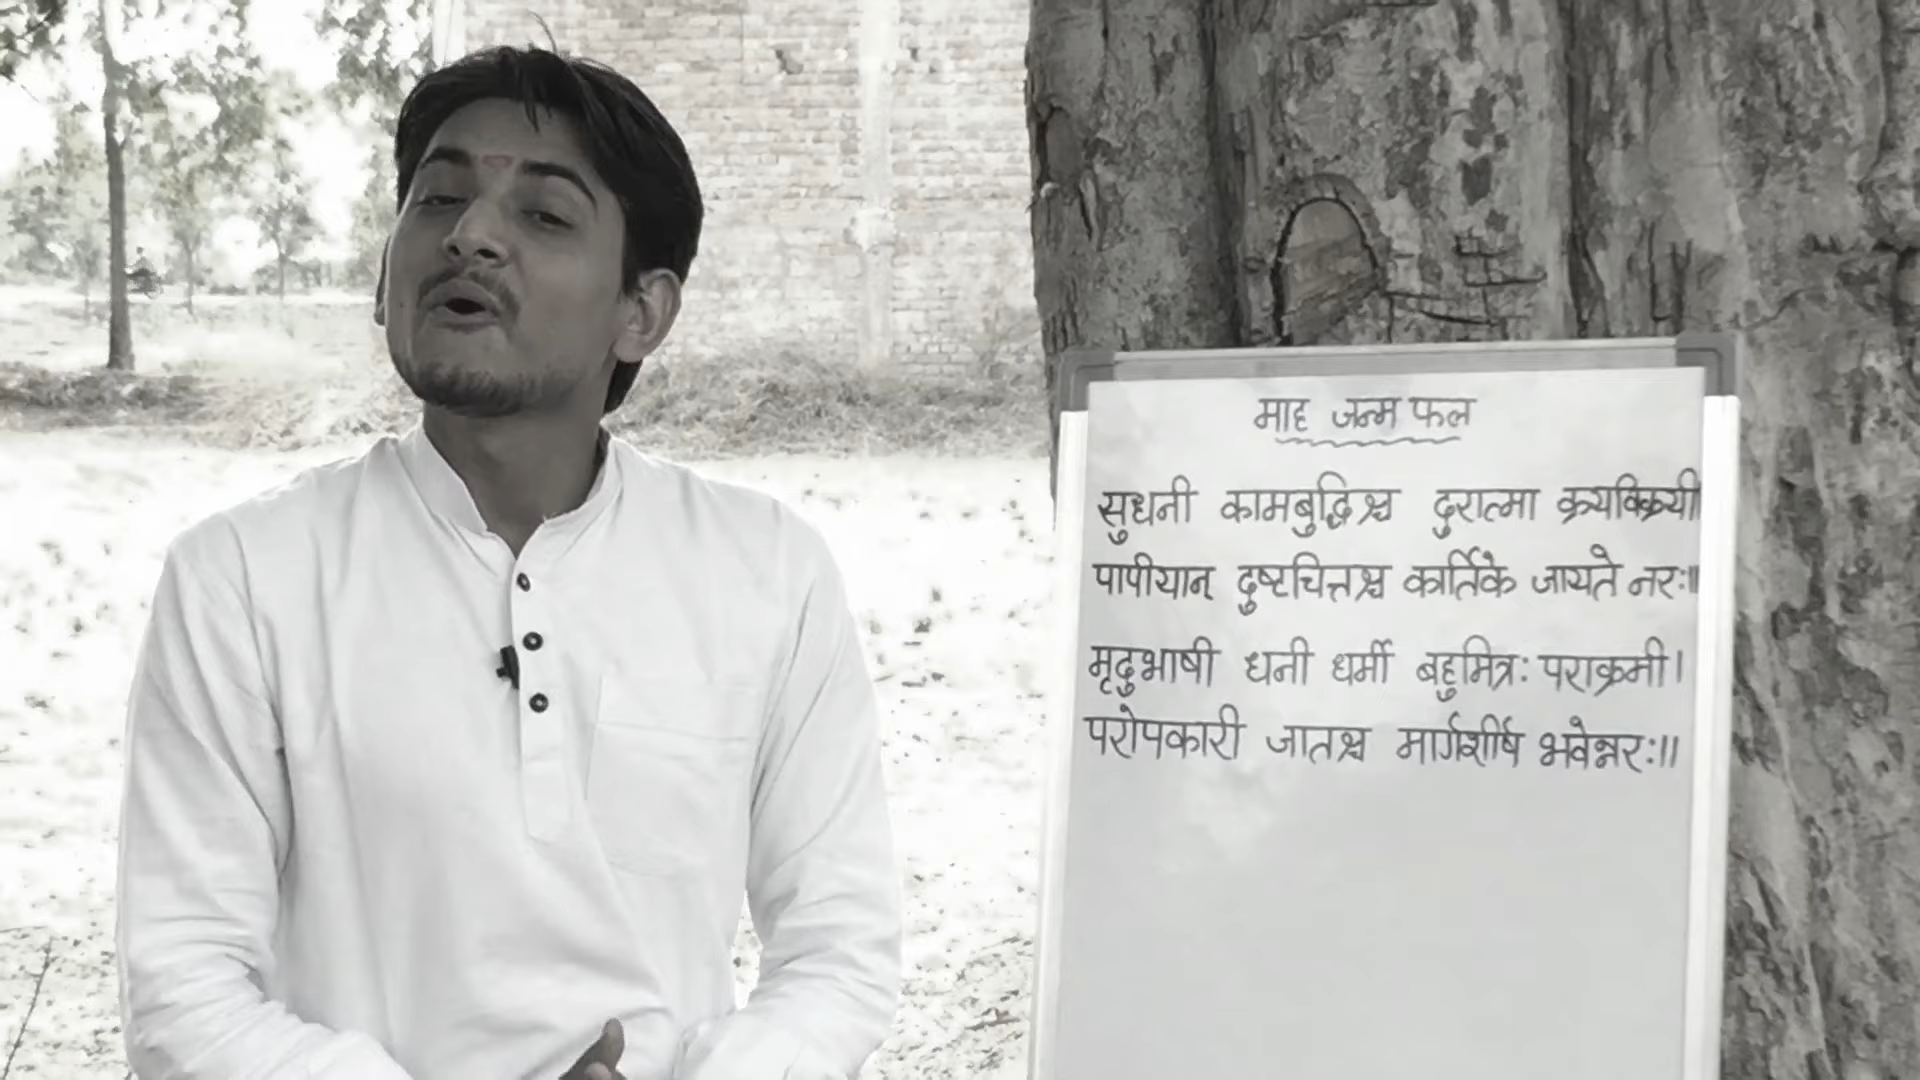 माह जन्म फल
सुधनी कामबुद्धिश्च दुरात्मा क्रयविक्रयी
पापीयान् दुष्टचित्तश्च कार्तिके जायते नरः॥
मृदुभाषी धनी धर्मी बहुमित्रः पराक्रमी।
परोपकारी जातश्च मार्गशीर्षे भवेन्नरः॥